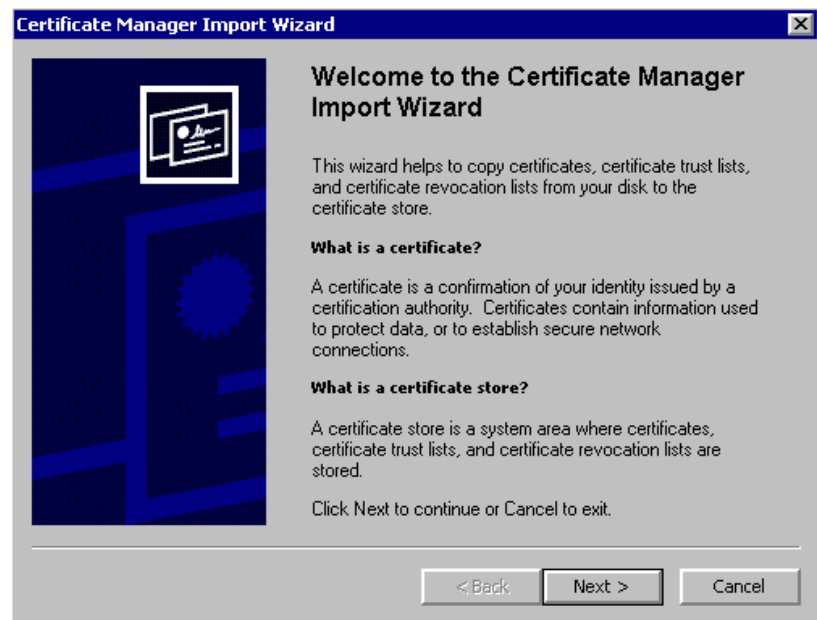 Certificate Manager Import Wizard
Welcome to the Certificate Manager
Import Wizard
This wizard helps to copy certificates, certificate trust lists,
and certificate revocation lists from your disk to the
certificate store.
What is a certificate?
A certificate is a confirmation of your identity issued by a
certification authority. Certificates contain information used
to protect data, or to establish secure network
connections.
What is a certificate store?
A certificate store is a system area where certificates,
certificate trust lists, and certificate revocation lists are
stored.
Click Next to continue or Cancel to exit.
< Back
Next >
Cancel